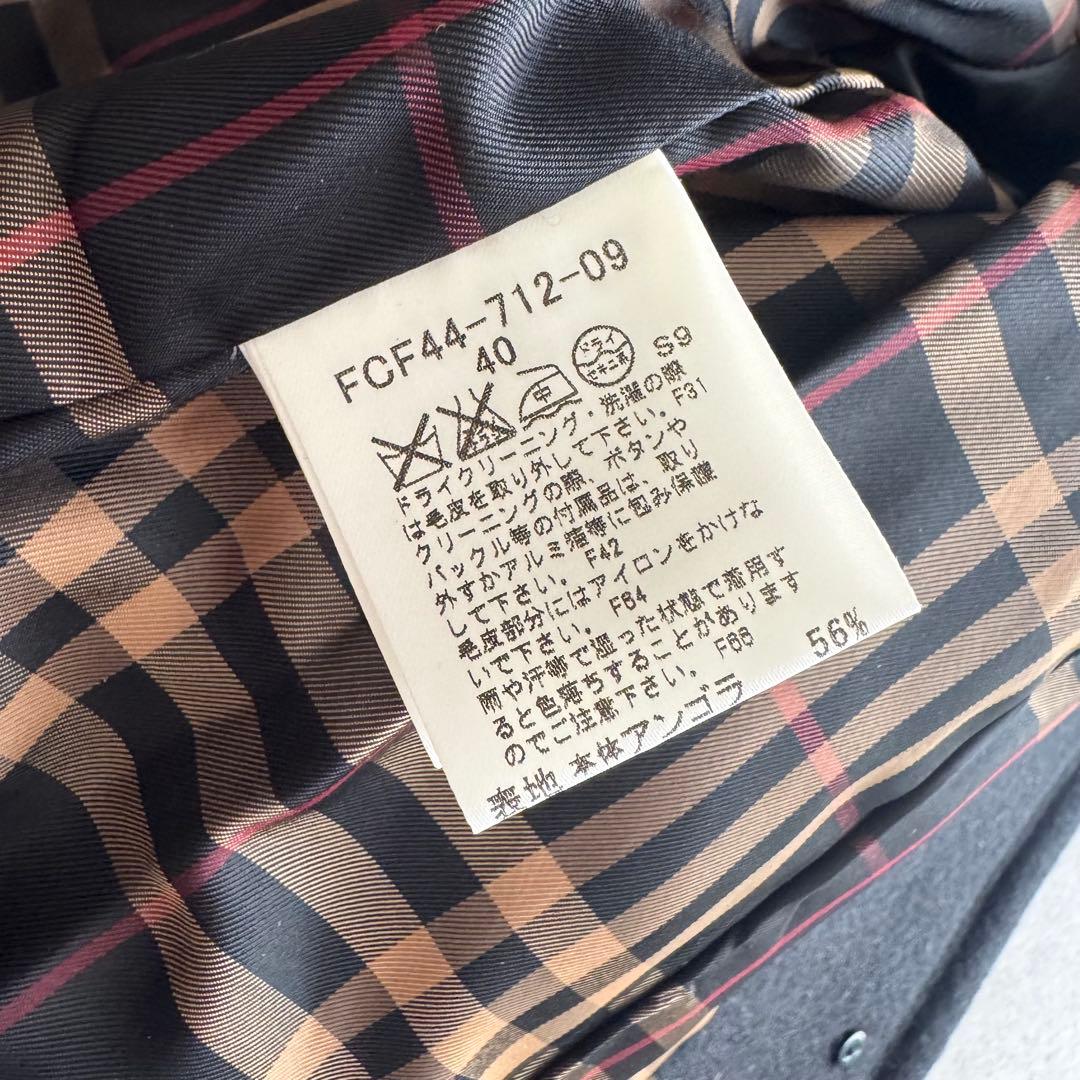 FCF44-712-09
40
中
ドライ
セキユ系
S9
ドライクリーニング・洗濯の際
は毛皮を取り外して下さい。F31
クリーニングの際、ボタンや
バックル等の付属品は、取り
外すかアルミ箔等に包み保護
して下さい。F42
毛皮部分にはアイロンをかけな
いで下さい。F64
雨や汗等で湿った状態で着用す
ると色落ちすることがあります
のでご注意下さい。F66
表地 本体アンゴラ 56%